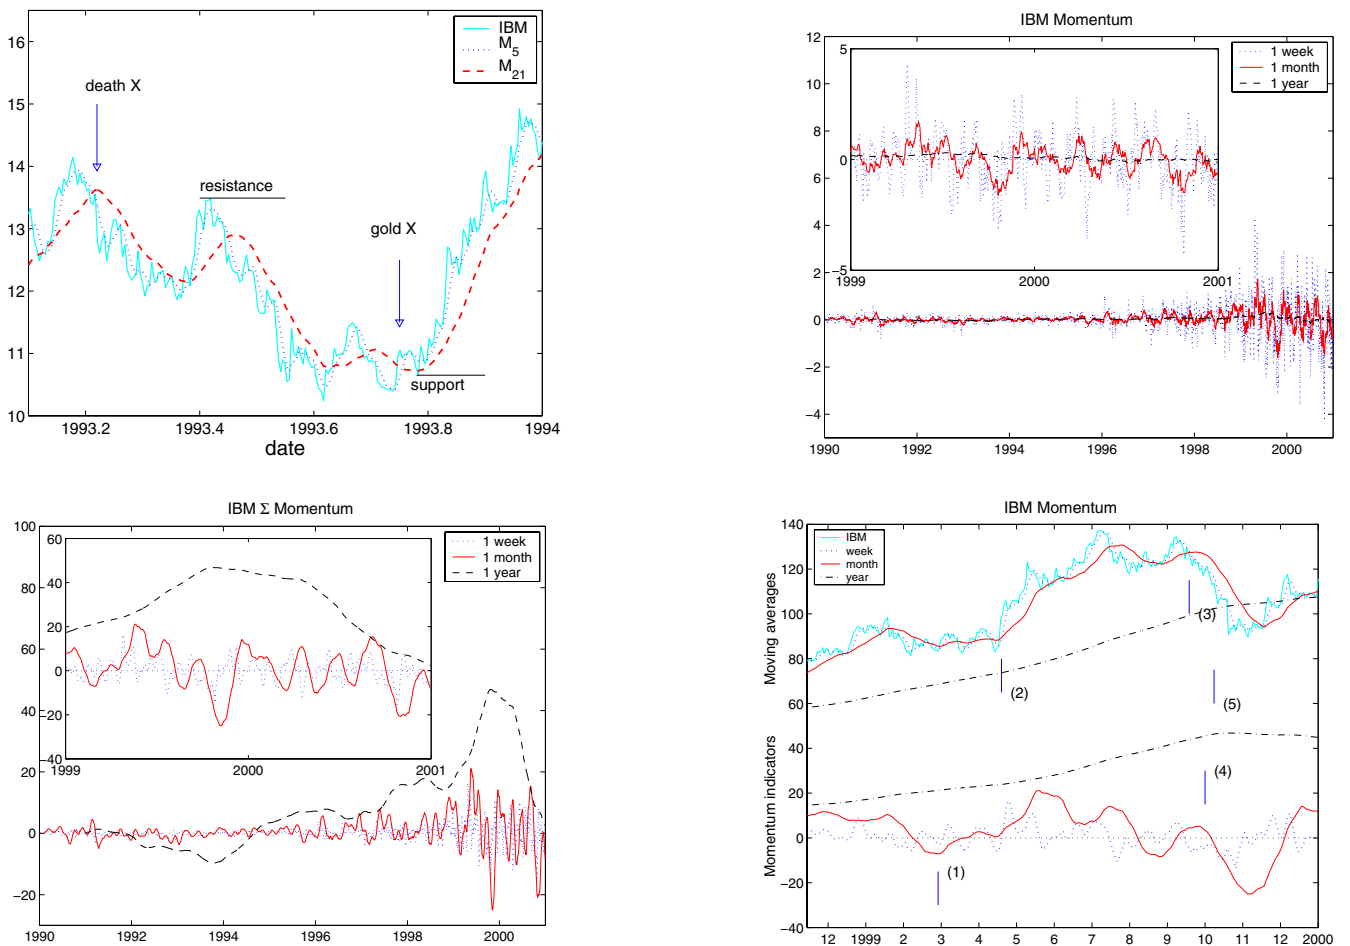 IBM
M5
M21
death X
resistance
gold X
support
16
15
14
13
12
11
10
1993.2 1993.4 1993.6 1993.8 1994
date
IBM Momentum
1 week
1 month
1 year
12
10
8
6
4
2
0
−2
−4
1990 1992 1994 1996 1998 2000
5
0
−5
1999 2000 2001
IBM Σ Momentum
1 week
1 month
1 year
100
80
60
40
20
0
−20
1990 1992 1994 1996 1998 2000
60
40
20
0
−20
−40
1999 2000 2001
IBM Momentum
IBM
week
month
year
Moving averages
Momentum indicators
140
120
100
80
60
40
20
0
−20
−40
(3)
(2)
(5)
(4)
(1)
12 1999 2 3 4 5 6 7 8 9 10 11 12 2000